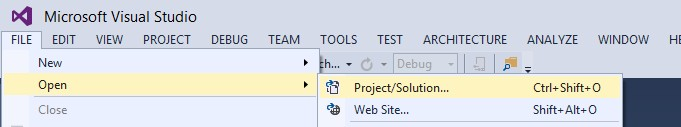 Microsoft Visual Studio
FILE EDIT VIEW PROJECT DEBUG TEAM TOOLS TEST ARCHITECTURE ANALYZE WINDOW
New ch... Debug
Open Project/Solution... Ctrl+Shift+O
Close Web Site... Shift+Alt+O